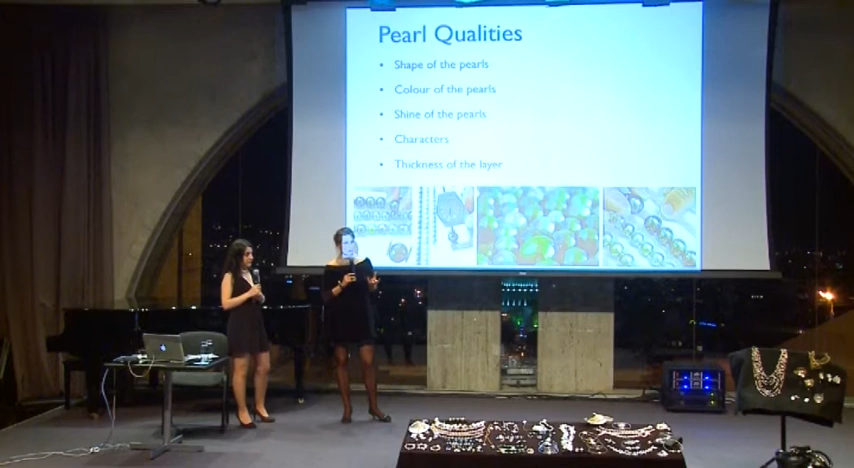 Pearl Qualities
• Shape of the pearls
• Colour of the pearls
• Shine of the pearls
• Characters
• Thickness of the layer